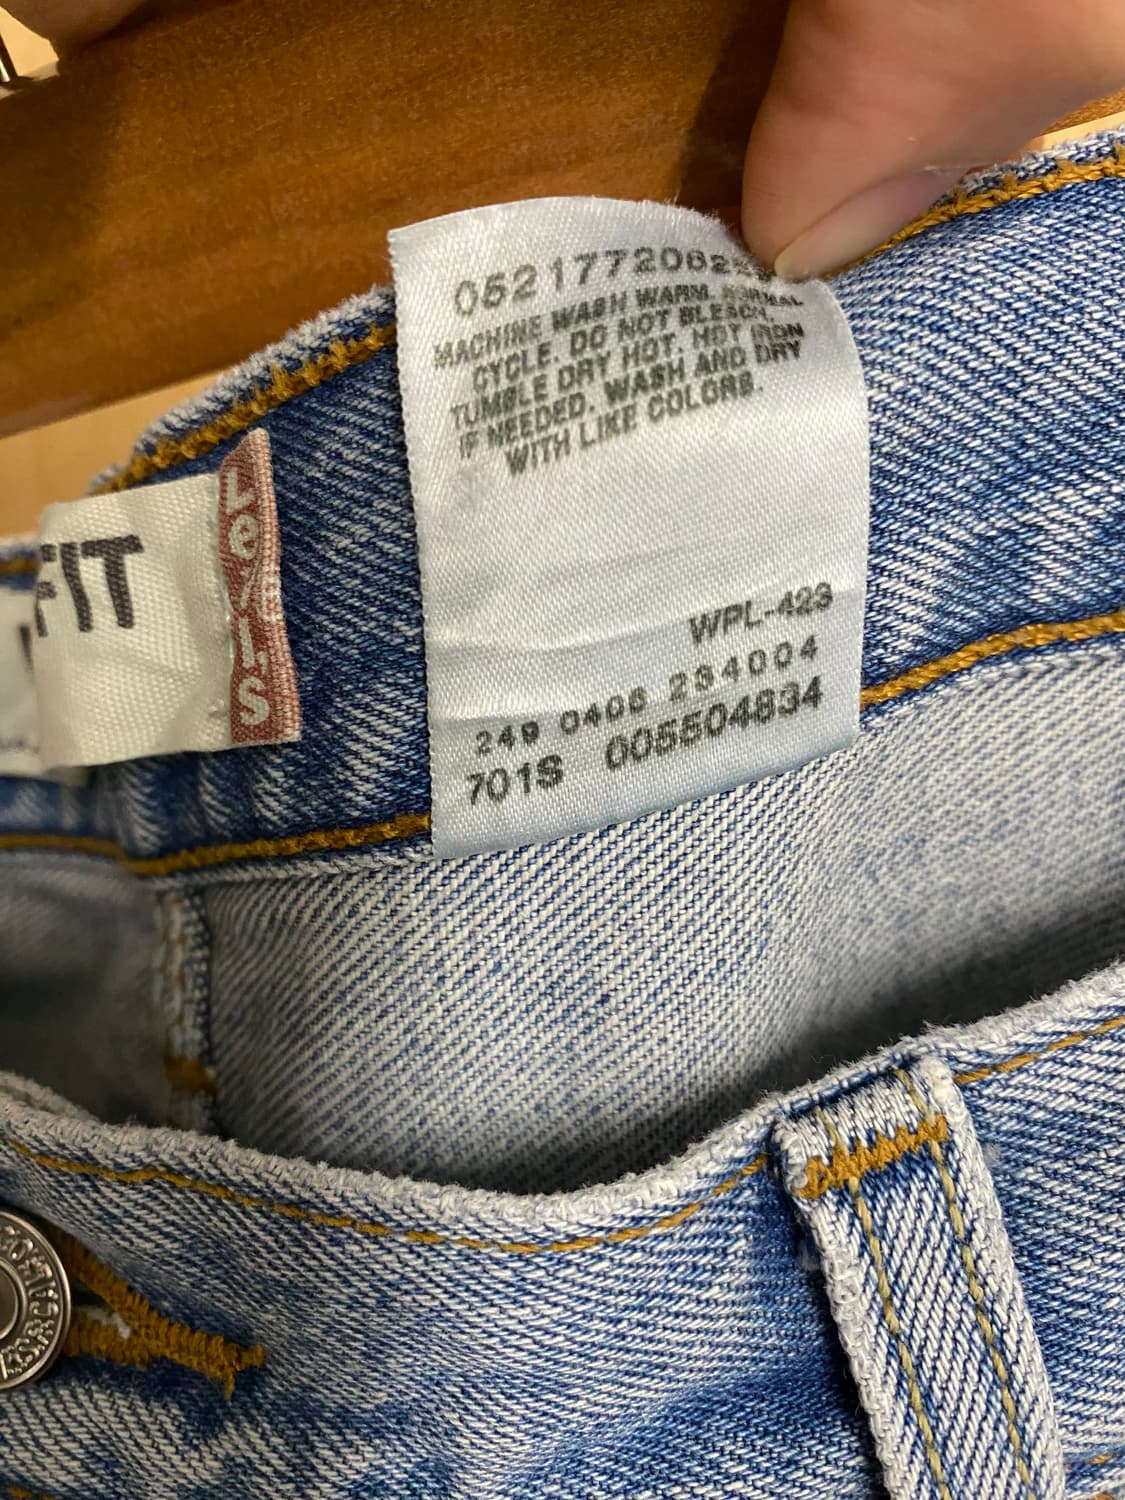 MACHINE WASH WARM. NORMAL
CYCLE. DO NOT BLEACH.
TUMBLE DRY HOT. HOT IRON
IF NEEDED. WASH AND DRY
WITH LIKE COLORS.
WPL-423
249 0406 234004
701S 005504834
FIT
Levi's